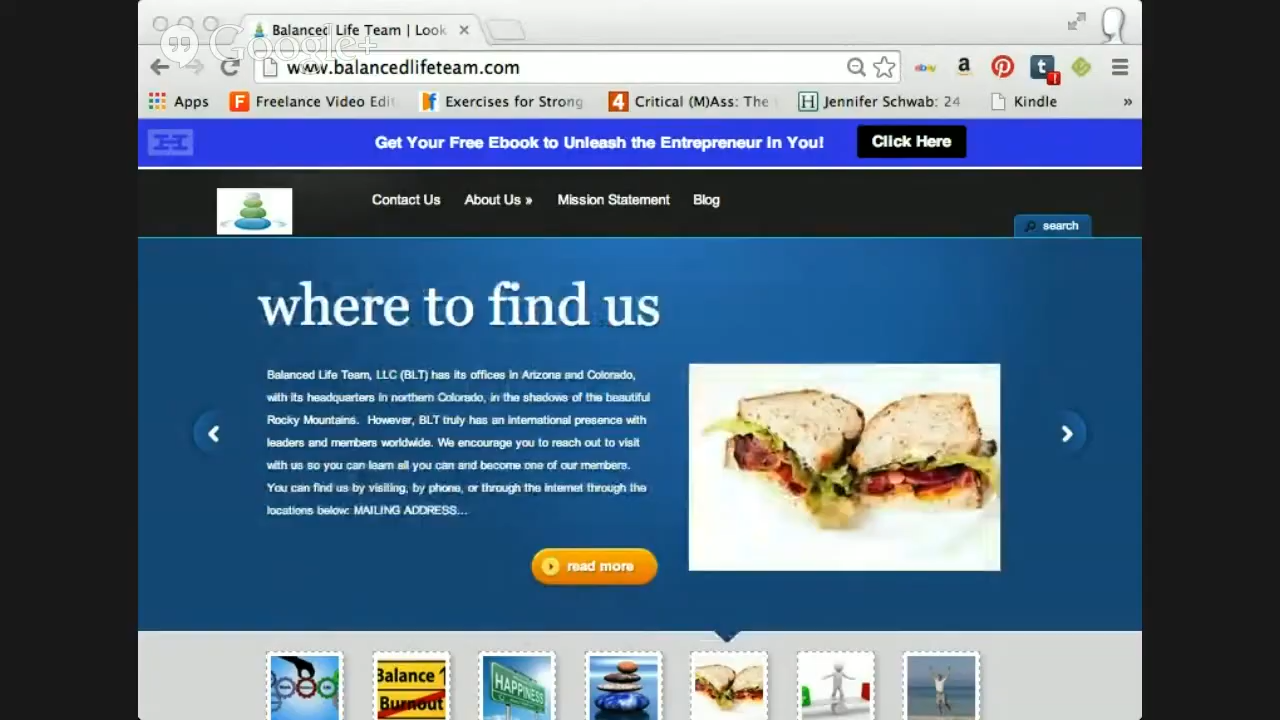 Balanced Life Team | Look
Google+
www.balancedlifeteam.com
ebay
a
t
!
Apps
F
Freelance Video Edit
Exercises for Strong
4
Critical (M)Ass: The
H
Jennifer Schwab: 24
Kindle
»
H
Get Your Free Ebook to Unleash the Entrepreneur in You!
Click Here
Contact Us
About Us »
Mission Statement
Blog
search
where to find us
Balanced Life Team, LLC (BLT) has its offices in Arizona and Colorado,
with its headquarters in northern Colorado, in the shadows of the beautiful
Rocky Mountains. However, BLT truly has an international presence with
leaders and members worldwide. We encourage you to reach out to visit
with us so you can learn all you can and become one of our members.
You can find us by visiting, by phone, or through the internet through the
locations below: MAILING ADDRESS...
read more
Balance
Burnout
HAPPINESS